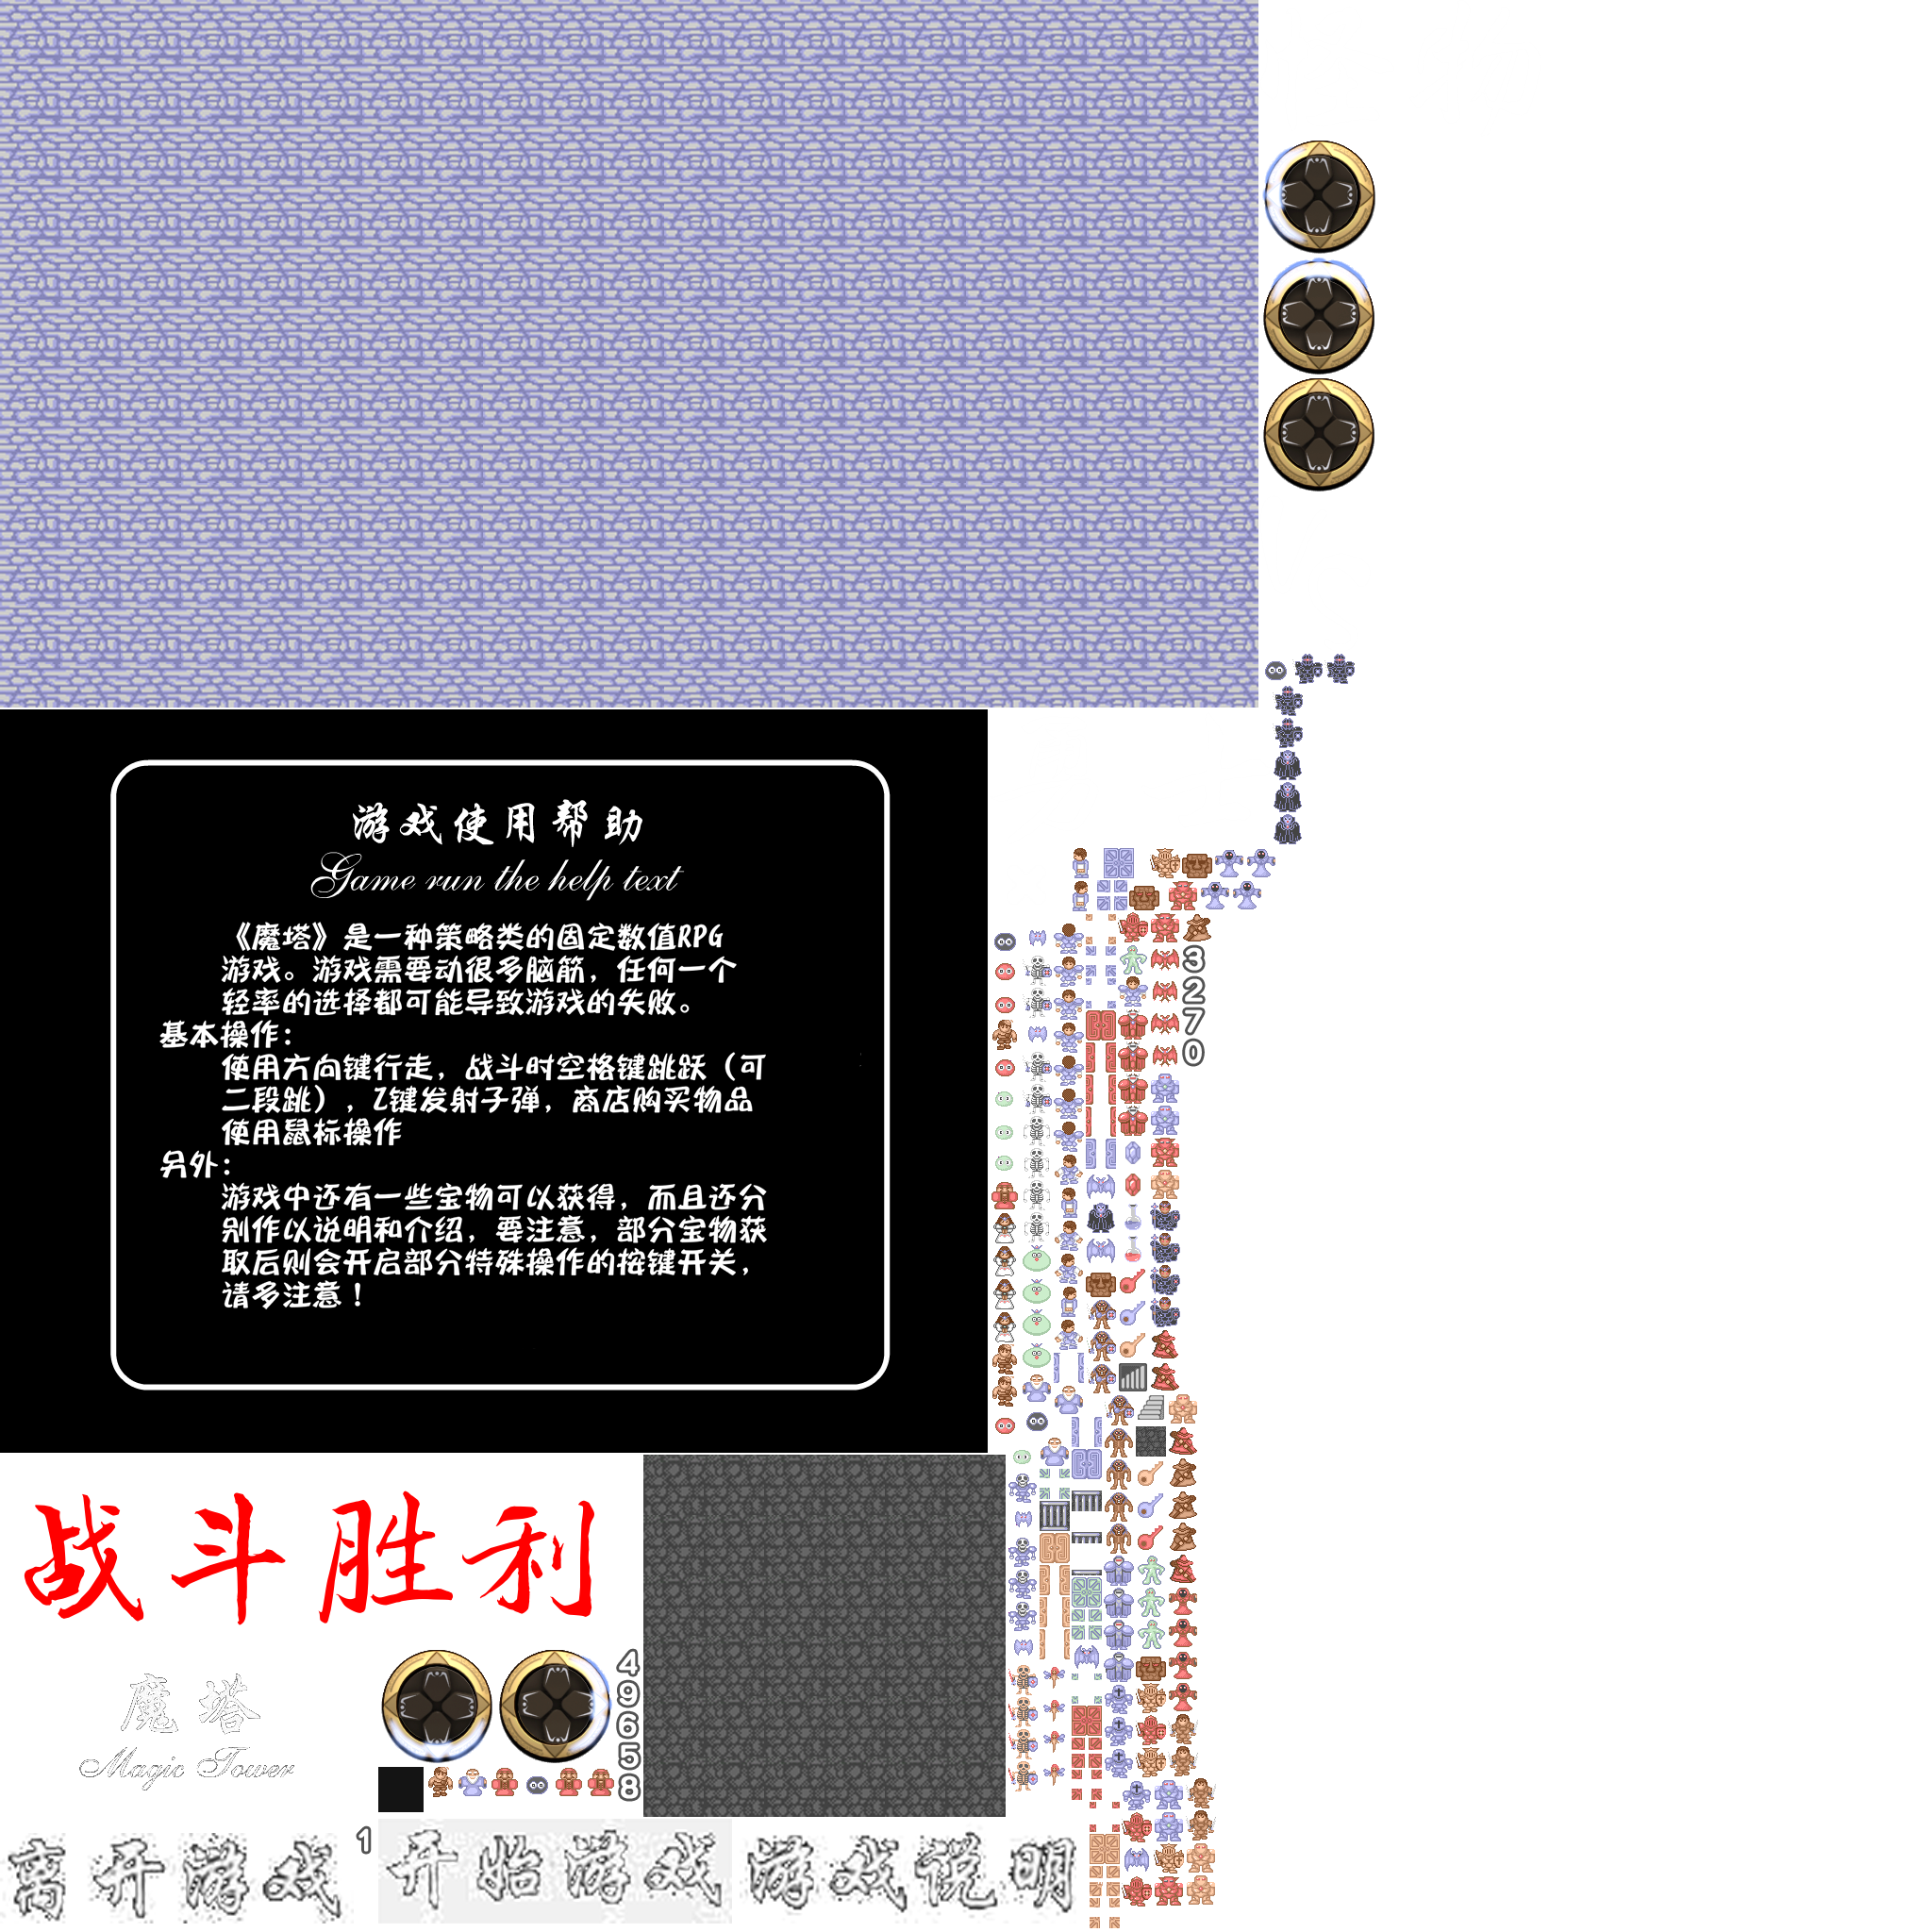 游戏使用帮助
Game run the help text
《魔塔》是一种策略类的固定数值RPG
游戏。游戏需要动很多脑筋，任何一个
轻率的选择都可能导致游戏的失败。
基本操作：
使用方向键行走，战斗时空格键跳跃（可
二段跳），Z键发射子弹，商店购买物品
使用鼠标操作
另外：
游戏中还有一些宝物可以获得，而且还分
别作以说明和介绍，要注意，部分宝物获
取后则会开启部分特殊操作的按键开关，
请多注意！
3
2
7
0
战斗胜利
魔塔
Magic Tower
4
9
6
5
8
1
离开游戏
开始游戏
游戏说明